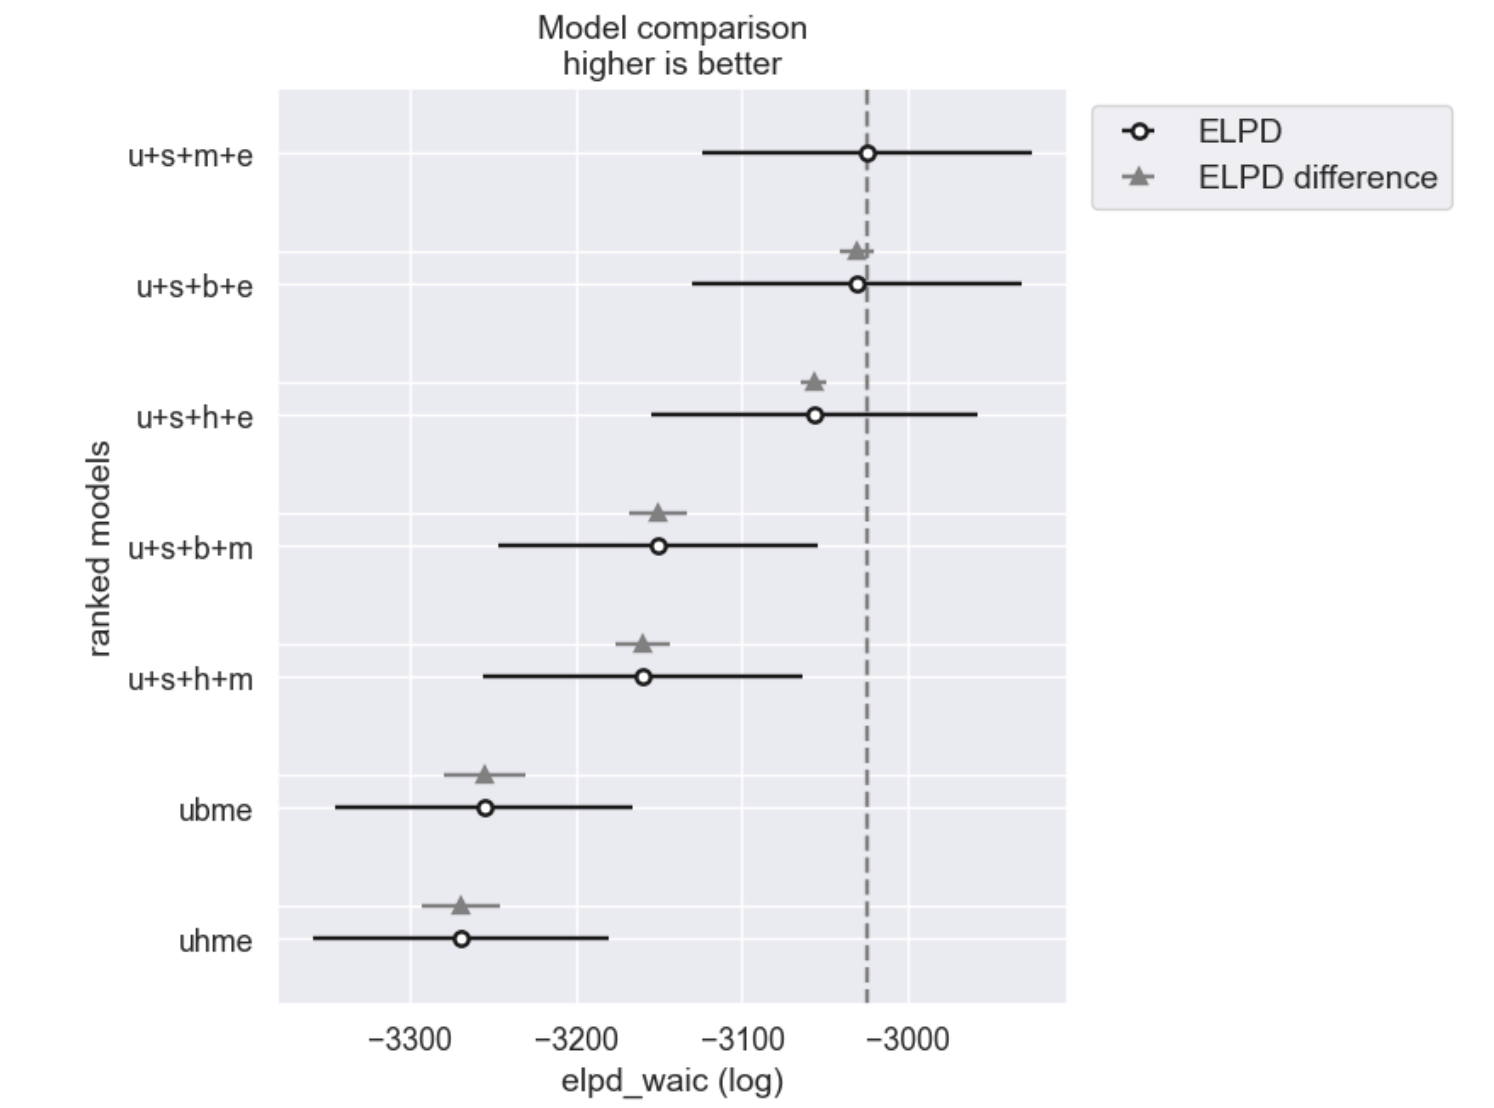 Model comparison
higher is better
ELPD
ELPD difference
ranked models
u+s+m+e
u+s+b+e
u+s+h+e
u+s+b+m
u+s+h+m
ubme
uhme
−3300 −3200 −3100 −3000
elpd_waic (log)